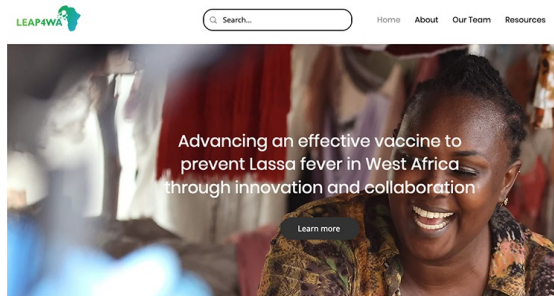 LEAP4WA
Search...
Home
About
Our Team
Resources
Advancing an effective vaccine to
prevent Lassa fever in West Africa
through innovation and collaboration
Learn more